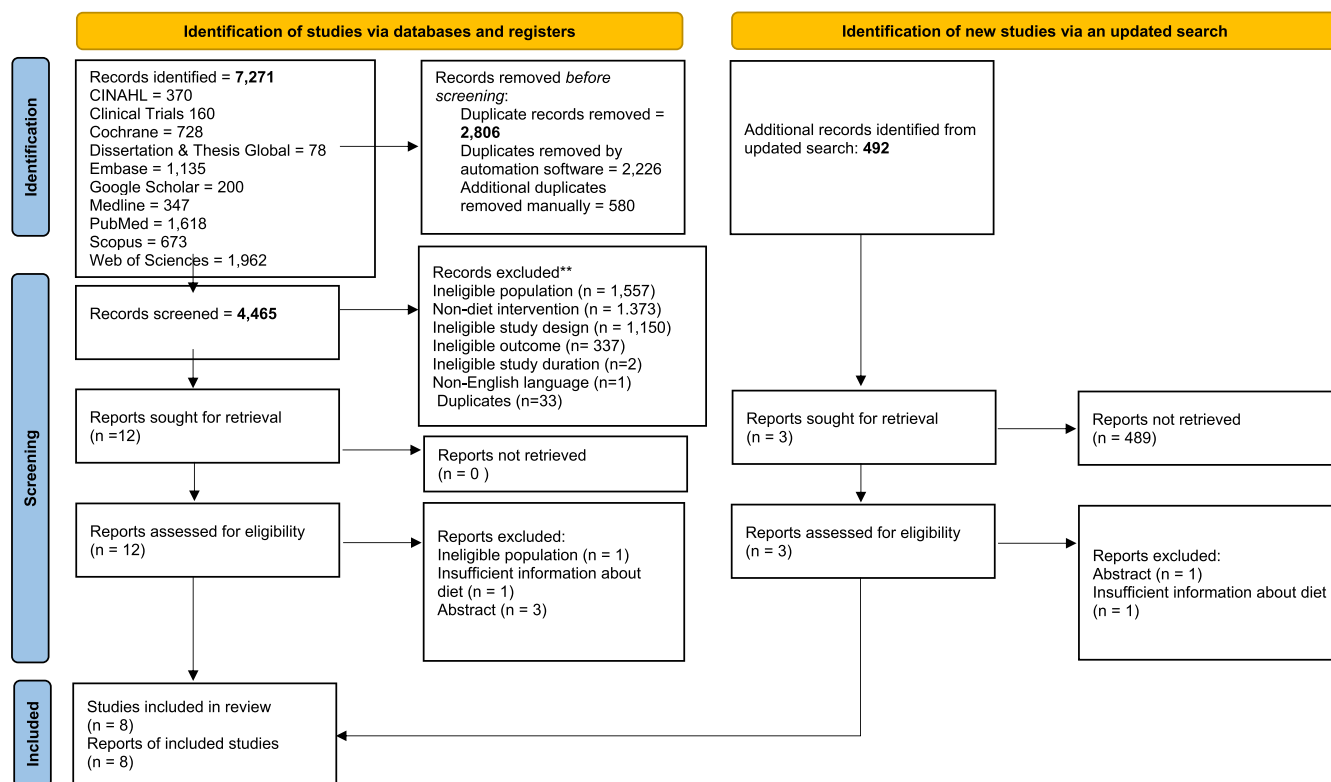 Identification of studies via databases and registers
Identification of new studies via an updated search
Identification
Records identified = 7,271
CINAHL = 370
Clinical Trials 160
Cochrane = 728
Dissertation & Thesis Global = 78
Embase = 1,135
Google Scholar = 200
Medline = 347
PubMed = 1,618
Scopus = 673
Web of Sciences = 1,962
Records removed before
screening:
Duplicate records removed =
2,806
Duplicates removed by
automation software = 2,226
Additional duplicates
removed manually = 580
Additional records identified from
updated search: 492
Screening
Records screened = 4,465
Records excluded**
Ineligible population (n = 1,557)
Non-diet intervention (n = 1.373)
Ineligible study design (n = 1,150)
Ineligible outcome (n= 337)
Ineligible study duration (n=2)
Non-English language (n=1)
Duplicates (n=33)
Reports sought for retrieval
(n =12)
Reports not retrieved
(n = 0 )
Reports sought for retrieval
(n = 3)
Reports not retrieved
(n = 489)
Reports assessed for eligibility
(n = 12)
Reports excluded:
Ineligible population (n = 1)
Insufficient information about
diet (n = 1)
Abstract (n = 3)
Reports assessed for eligibility
(n = 3)
Reports excluded:
Abstract (n = 1)
Insufficient information about diet
(n = 1)
Included
Studies included in review
(n = 8)
Reports of included studies
(n = 8)